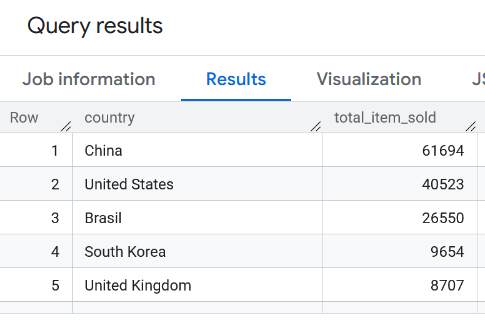 Query results
Job information Results Visualization JS
Row country total_item_sold
1 China 61694
2 United States 40523
3 Brasil 26550
4 South Korea 9654
5 United Kingdom 8707